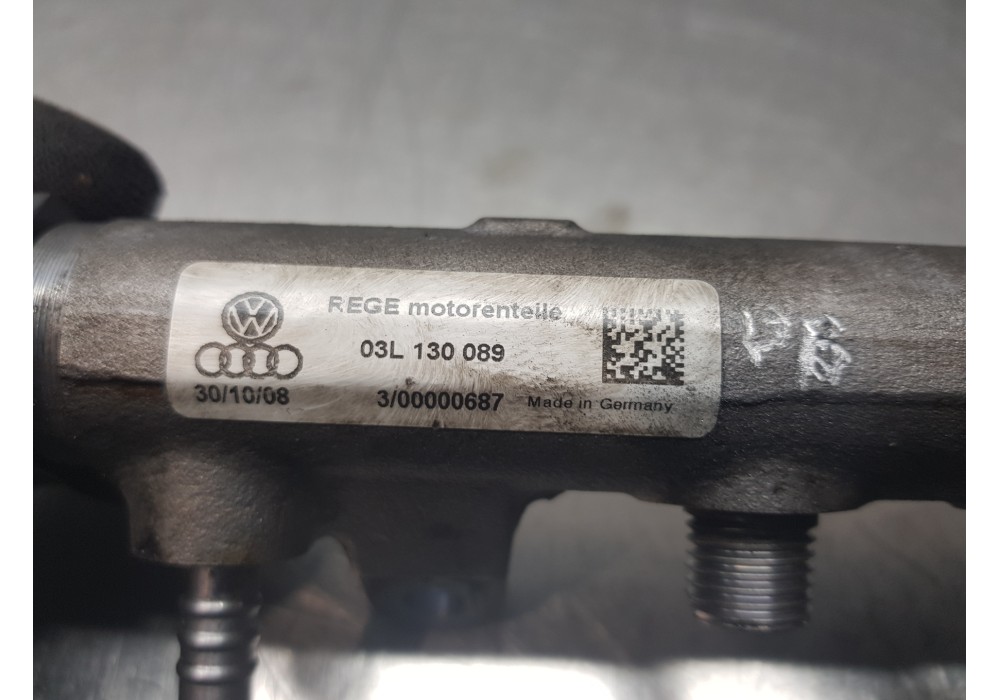 REGE motorenteile
03L 130 089
30/10/08
3/00000687 Made in Germany